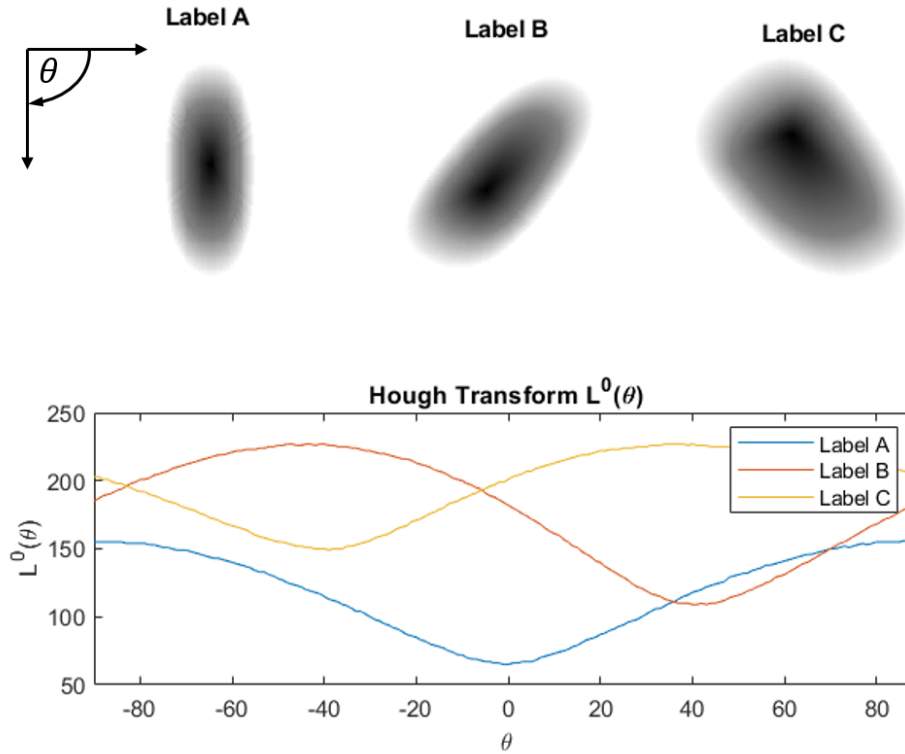 Label A
Label B
Label C
θ
Hough Transform L⁰(θ)
250
200
150
100
50
L⁰(θ)
Label A
Label B
Label C
-80
-60
-40
-20
0
20
40
60
80
θ